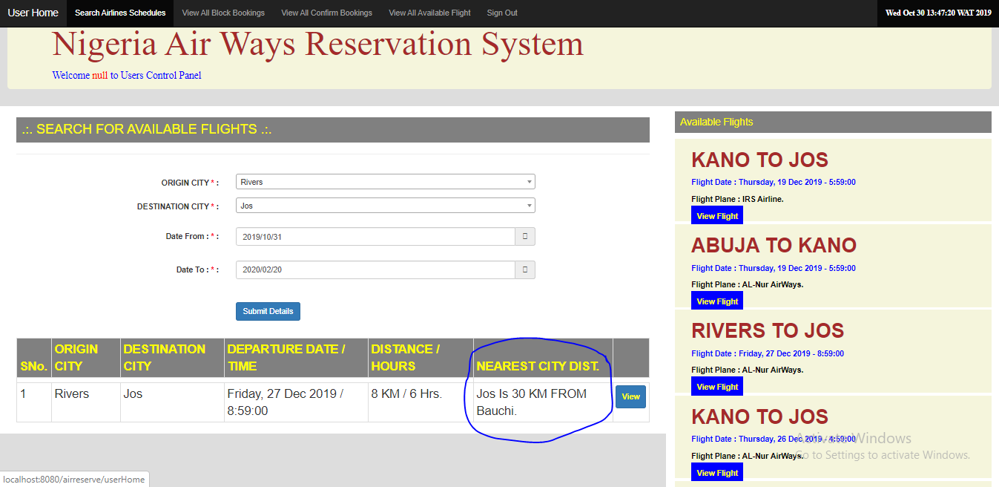 User Home Search Airlines Schedules View All Block Bookings View All Confirm Bookings View All Available Flight Sign Out Wed Oct 30 13:47:20 WAT 2019
Nigeria Air Ways Reservation System
Welcome null to Users Control Panel
.:. SEARCH FOR AVAILABLE FLIGHTS .:.
ORIGIN CITY * : Rivers
DESTINATION CITY * : Jos
Date From : * : 2019/10/31
Date To : * : 2020/02/20
Submit Details
SNo. ORIGIN CITY DESTINATION CITY DEPARTURE DATE / TIME DISTANCE / HOURS NEAREST CITY DIST.
1 Rivers Jos Friday, 27 Dec 2019 / 8:59:00 8 KM / 6 Hrs. Jos Is 30 KM FROM Bauchi. View
Available Flights
KANO TO JOS
Flight Date : Thursday, 19 Dec 2019 - 5:59:00
Flight Plane : IRS Airline.
View Flight
ABUJA TO KANO
Flight Date : Thursday, 19 Dec 2019 - 5:59:00
Flight Plane : AL-Nur AirWays.
View Flight
RIVERS TO JOS
Flight Date : Friday, 27 Dec 2019 - 8:59:00
Flight Plane : AL-Nur AirWays.
View Flight
KANO TO JOS
Flight Date : Thursday, 26 Dec 2019 - 4:59:00
Flight Plane : AL-Nur AirWays.
View Flight
Activate Windows
Go to Settings to activate Windows.
localhost:8080/airreserve/userHome